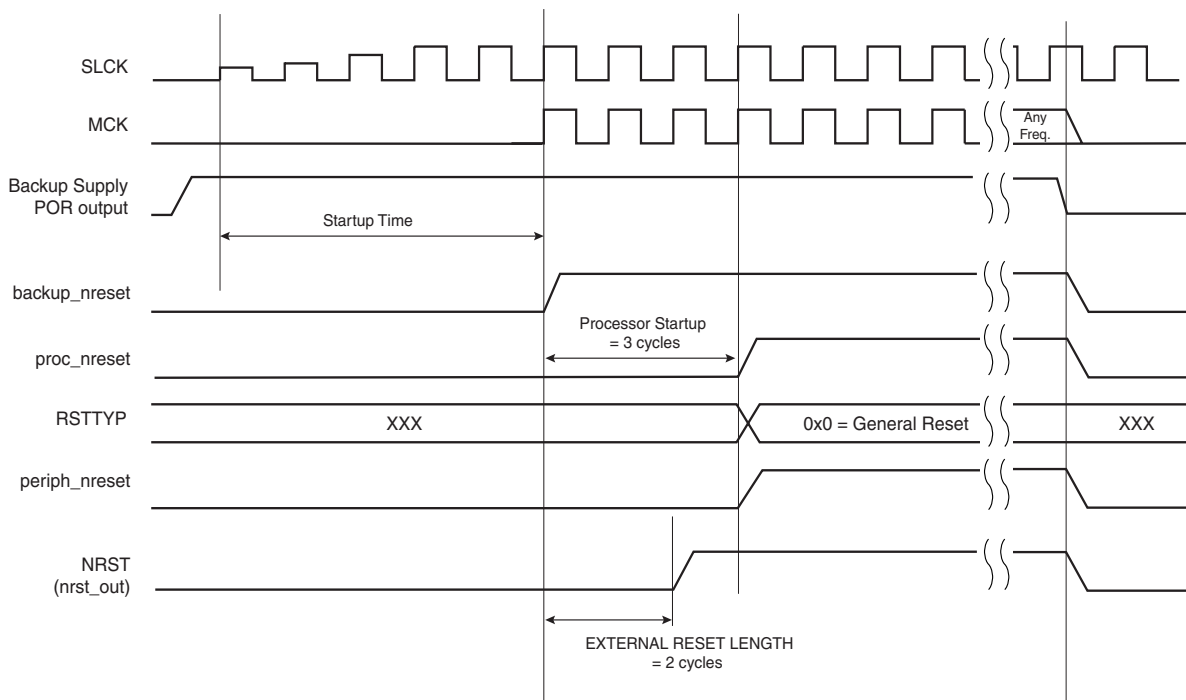 SLCK
MCK
Any
Freq.
Backup Supply
POR output
Startup Time
backup_nreset
Processor Startup
= 3 cycles
proc_nreset
RSTTYP
XXX
0x0 = General Reset
XXX
periph_nreset
NRST
(nrst_out)
EXTERNAL RESET LENGTH
= 2 cycles